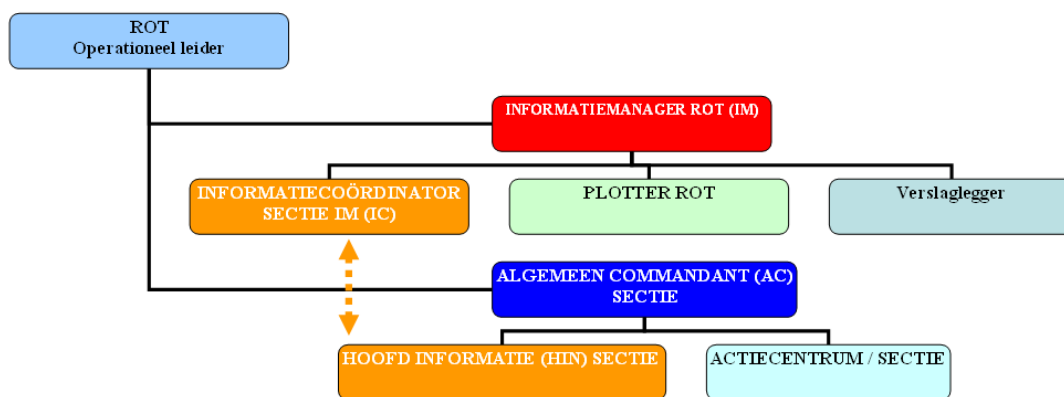 ROT
Operationeel leider
INFORMATIEMANAGER ROT (IM)
INFORMATIECOÖRDINATOR
SECTIE IM (IC)
PLOTTER ROT
Verslaglegger
ALGEMEEN COMMANDANT (AC)
SECTIE
HOOFD INFORMATIE (HIN) SECTIE
ACTIECENTRUM / SECTIE